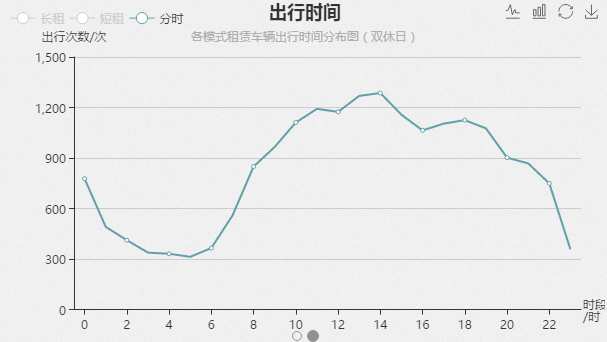 出行时间
长租 短租 分时
各模式租赁车辆出行时间分布图（双休日）
出行次数/次
1,500
1,200
900
600
300
0
0 2 4 6 8 10 12 14 16 18 20 22
时段
/时